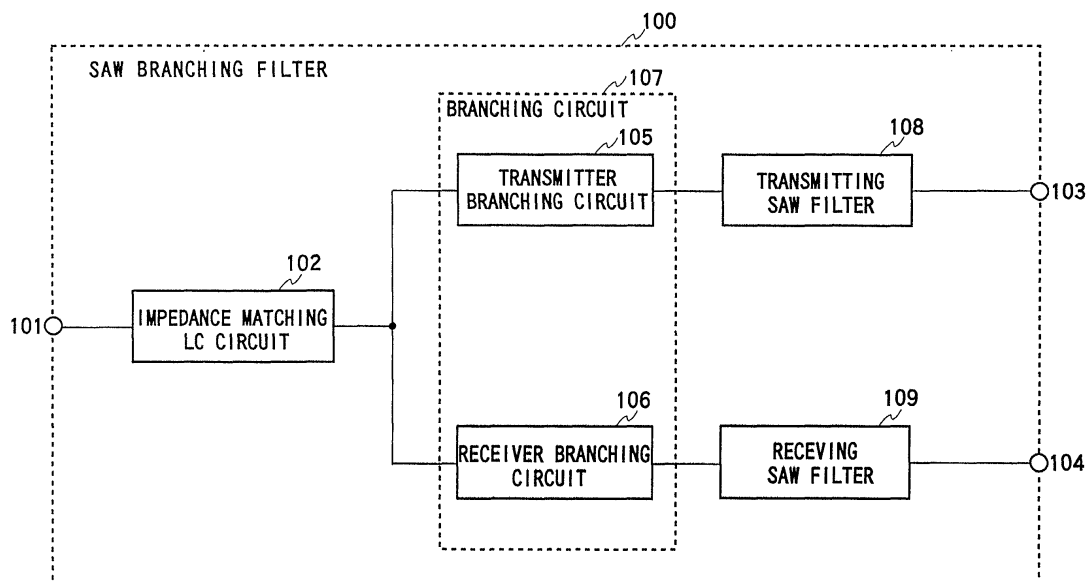 100
SAW BRANCHING FILTER
107
BRANCHING CIRCUIT
105
TRANSMITTER
BRANCHING CIRCUIT
108
TRANSMITTING
SAW FILTER
103
102
101
IMPEDANCE MATCHING
LC CIRCUIT
106
RECEIVER BRANCHING
CIRCUIT
109
RECEVING
SAW FILTER
104